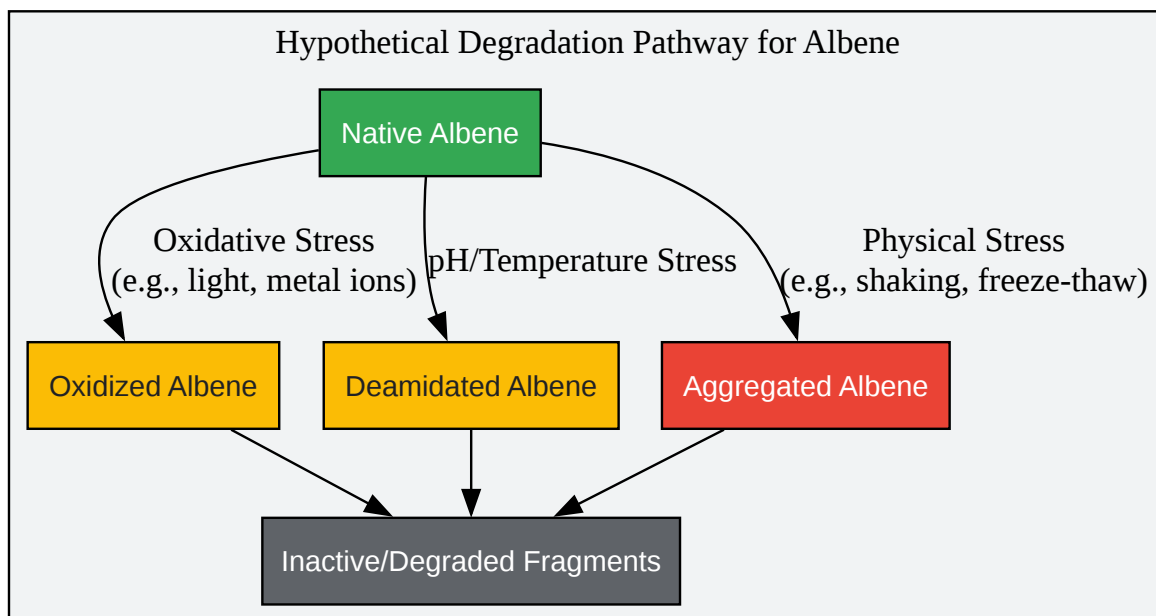 Hypothetical Degradation Pathway for Albene
Native Albene
Oxidative Stress
(e.g., light, metal ions)
pH/Temperature Stress
Physical Stress
(e.g., shaking, freeze-thaw)
Oxidized Albene
Deamidated Albene
Aggregated Albene
Inactive/Degraded Fragments